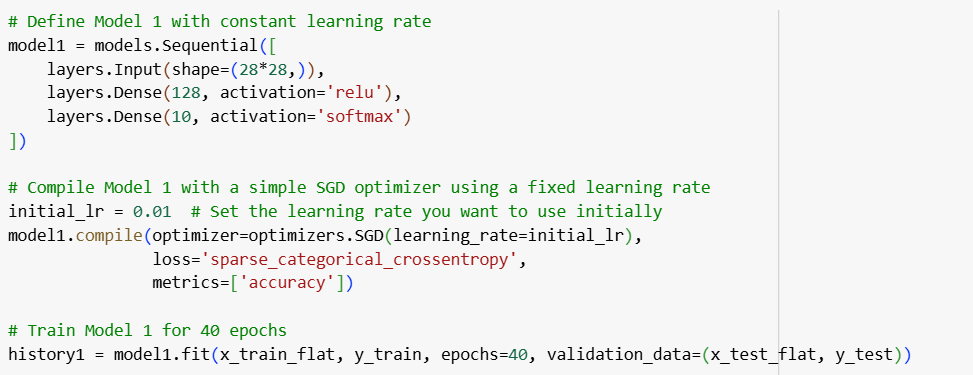 # Define Model 1 with constant learning rate
model1 = models.Sequential([
    layers.Input(shape=(28*28,)),
    layers.Dense(128, activation='relu'),
    layers.Dense(10, activation='softmax')
])
# Compile Model 1 with a simple SGD optimizer using a fixed learning rate
initial_lr = 0.01  # Set the learning rate you want to use initially
model1.compile(optimizer=optimizers.SGD(learning_rate=initial_lr),
               loss='sparse_categorical_crossentropy',
               metrics=['accuracy'])
# Train Model 1 for 40 epochs
history1 = model1.fit(x_train_flat, y_train, epochs=40, validation_data=(x_test_flat, y_test))